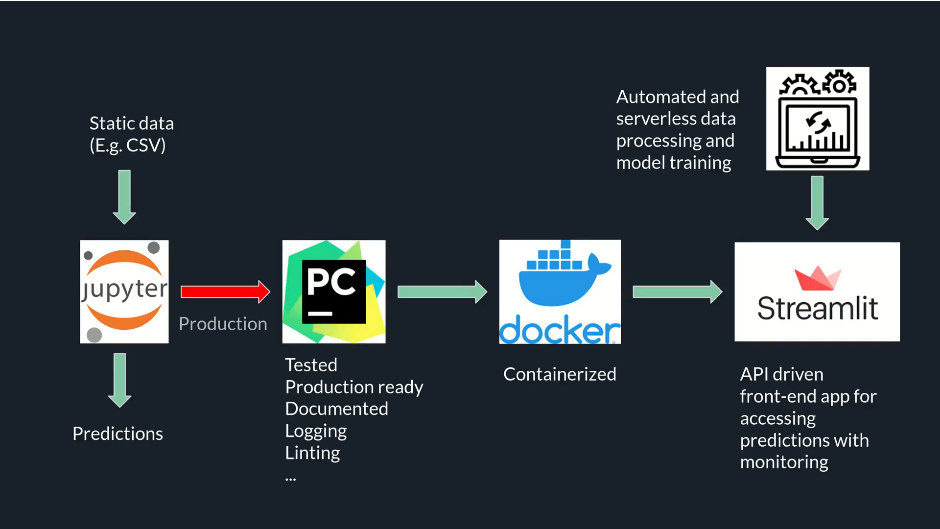 Static data
(E.g. CSV)
jupyter
Predictions
Production
PC
Tested
Production ready
Documented
Logging
Linting
...
docker
Containerized
Automated and
serverless data
processing and
model training
Streamlit
API driven
front-end app for
accessing
predictions with
monitoring